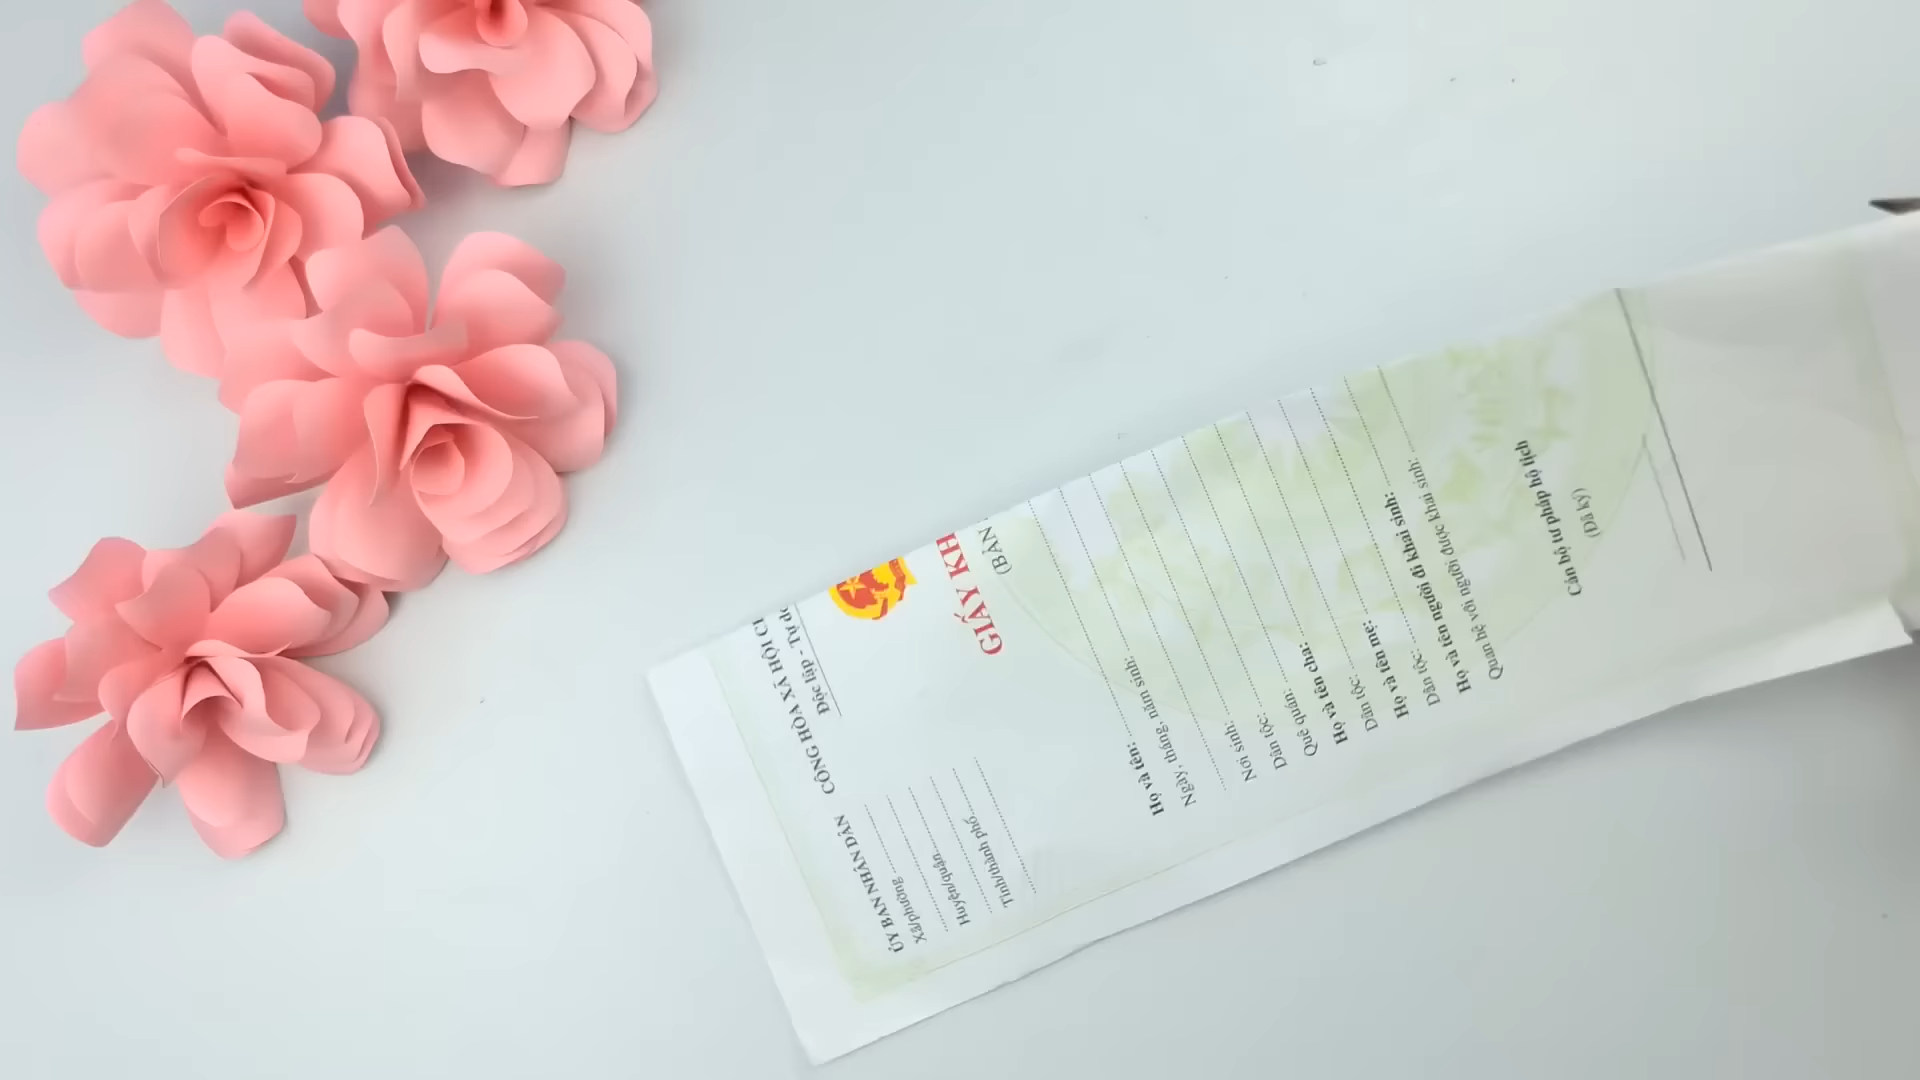 ỦY BAN NHÂN DÂN
Xã/phường
Huyện/quận
Tỉnh/thành phố
CỘNG HÒA XÃ HỘI CH
Độc lập - Tự do
GIẤY KH
(BẢN
Họ và tên:
Ngày, tháng, năm sinh:
Nơi sinh:
Dân tộc:
Quê quán:
Họ và tên cha:
Dân tộc:
Họ và tên mẹ:
Dân tộc:
Họ và tên người đi khai sinh:
Quan hệ với người được khai sinh:
Cán bộ tư pháp hộ tịch
(Đã ký)